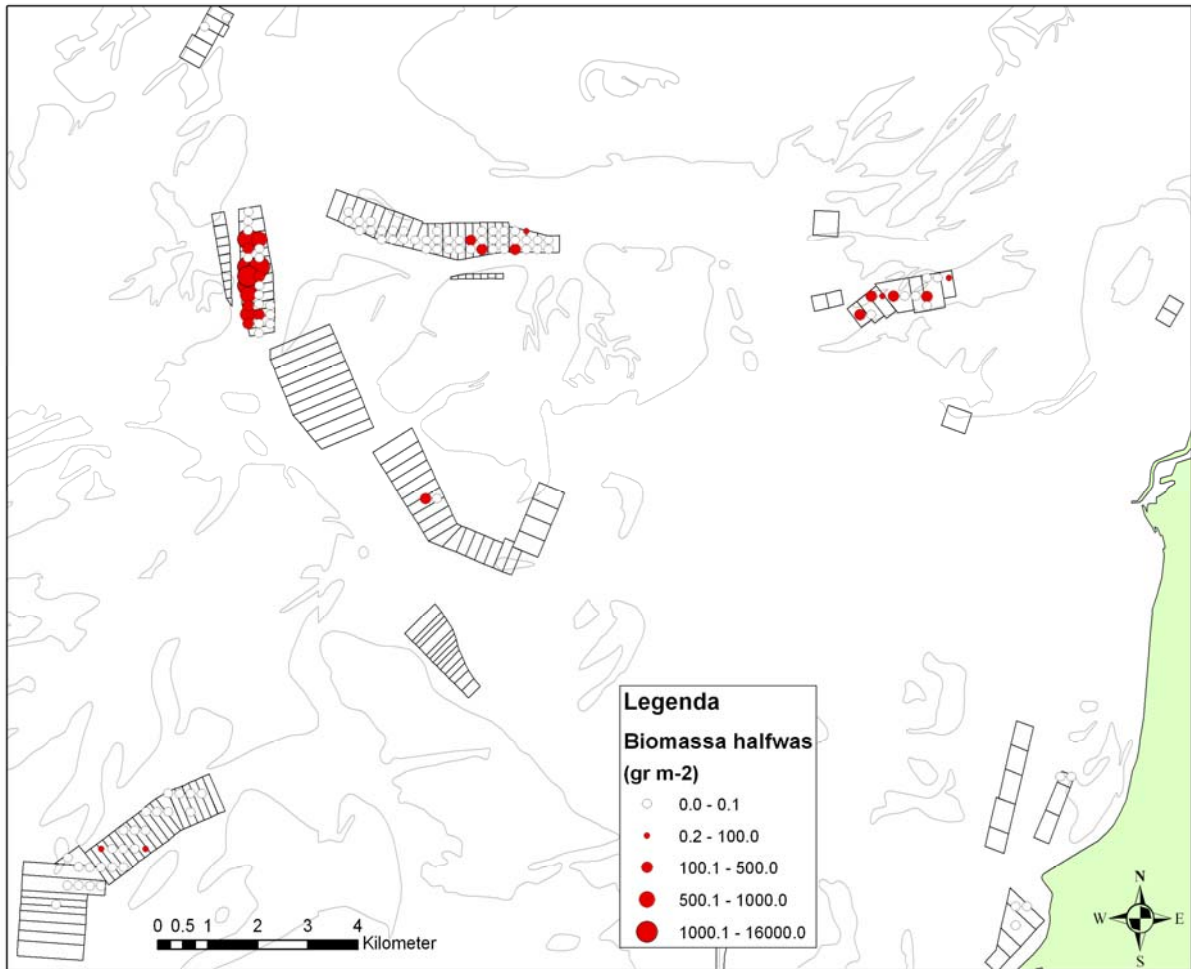 Legenda
Biomassa halfwas
(gr m-2)
0.0 - 0.1
0.2 - 100.0
100.1 - 500.0
500.1 - 1000.0
1000.1 - 16000.0
0 0.5 1 2 3 4
Kilometer
N
W E
S